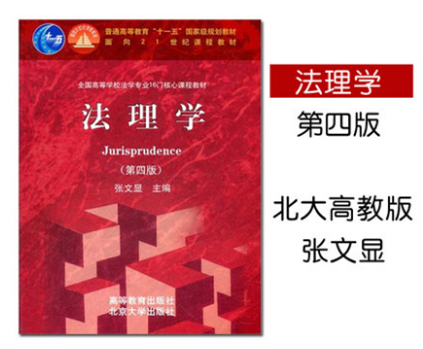 普通高等教育“十一五”国家级规划教材
面向21世纪课程教材
十一五
全国高等学校法学专业16门核心课程教材
法理学
Jurisprudence
（第四版）
张文显 主编
高等教育出版社
北京大学出版社
法理学
第四版
北大高教版
张文显